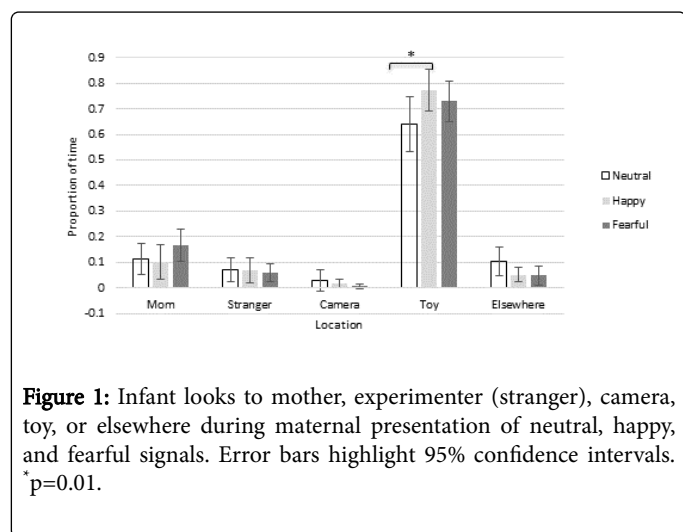 *
0.9
0.8
0.7
0.6
0.5
0.4
0.3
0.2
0.1
0
-0.1
Proportion of time
Mom Stranger Camera Toy Elsewhere
Location
Neutral
Happy
Fearful
Figure 1: Infant looks to mother, experimenter (stranger), camera,
toy, or elsewhere during maternal presentation of neutral, happy,
and fearful signals. Error bars highlight 95% confidence intervals.
*p=0.01.